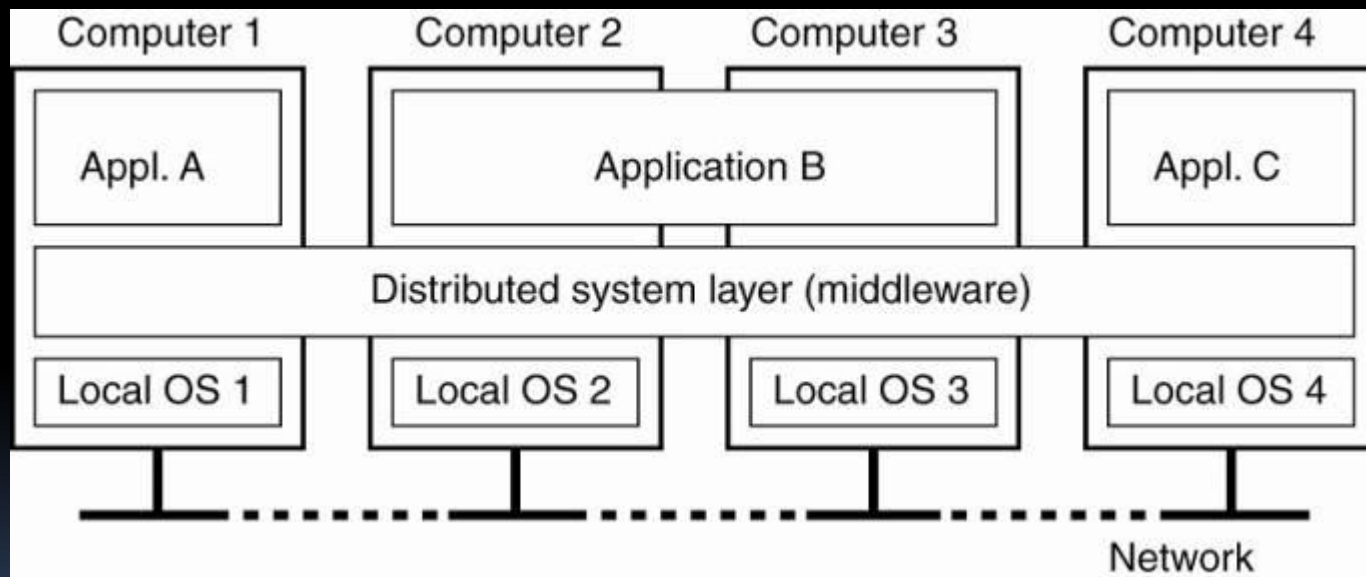 Computer 1
Computer 2
Computer 3
Computer 4
Appl. A
Application B
Appl. C
Distributed system layer (middleware)
Local OS 1
Local OS 2
Local OS 3
Local OS 4
Network